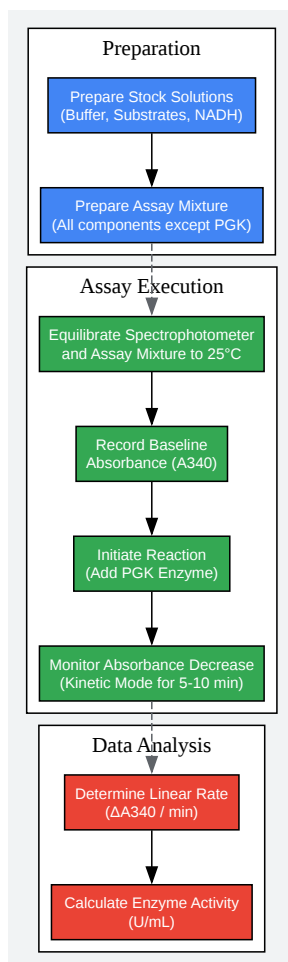 Preparation
Prepare Stock Solutions
(Buffer, Substrates, NADH)
Prepare Assay Mixture
(All components except PGK)
Assay Execution
Equilibrate Spectrophotometer
and Assay Mixture to 25°C
Record Baseline
Absorbance (A340)
Initiate Reaction
(Add PGK Enzyme)
Monitor Absorbance Decrease
(Kinetic Mode for 5-10 min)
Data Analysis
Determine Linear Rate
(ΔA340 / min)
Calculate Enzyme Activity
(U/mL)